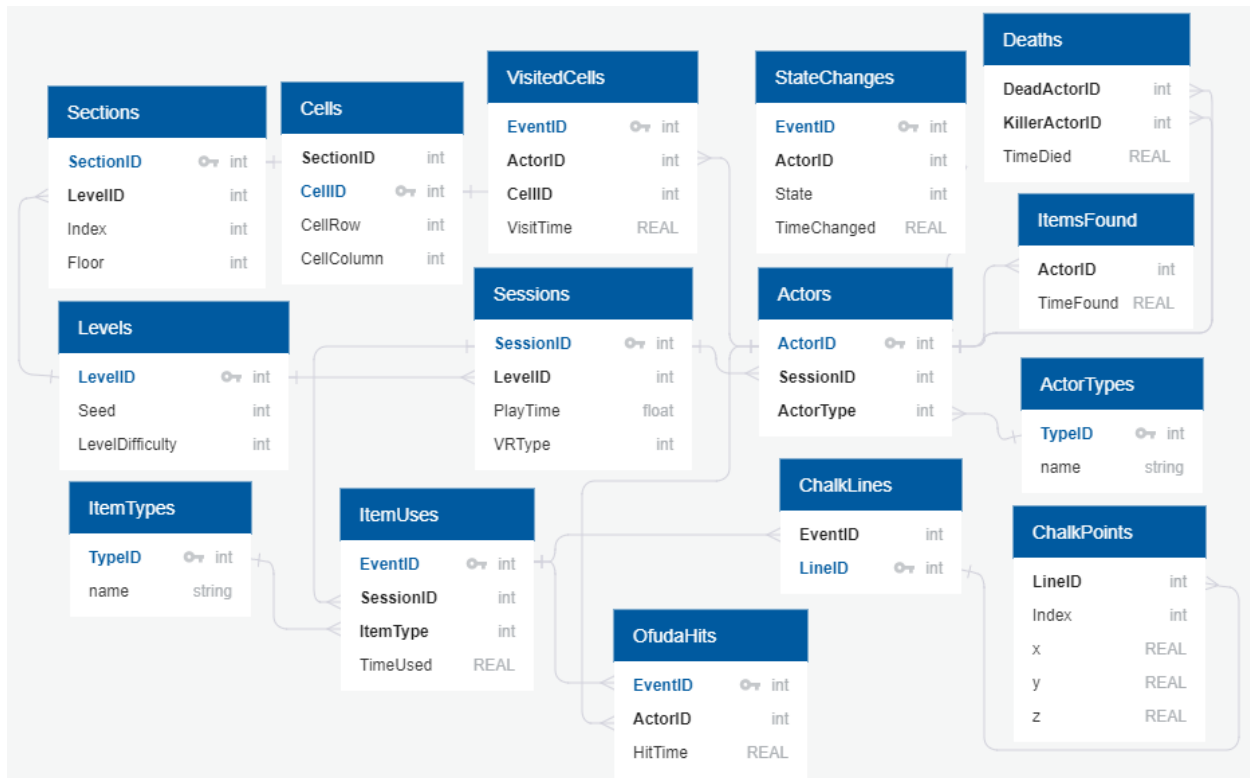 Sections
SectionID int
LevelID int
Index int
Floor int
Cells
SectionID int
CellID int
CellRow int
CellColumn int
VisitedCells
EventID int
ActorID int
CellID int
VisitTime REAL
StateChanges
EventID int
ActorID int
State int
TimeChanged REAL
Deaths
DeadActorID int
KillerActorID int
TimeDied REAL
ItemsFound
ActorID int
TimeFound REAL
Levels
LevelID int
Seed int
LevelDifficulty int
Sessions
SessionID int
LevelID int
PlayTime float
VRType int
Actors
ActorID int
SessionID int
ActorType int
ActorTypes
TypeID int
name string
ItemTypes
TypeID int
name string
ItemUses
EventID int
SessionID int
ItemType int
TimeUsed REAL
ChalkLines
EventID int
LineID int
ChalkPoints
LineID int
Index int
x REAL
y REAL
z REAL
OfudaHits
EventID int
ActorID int
HitTime REAL